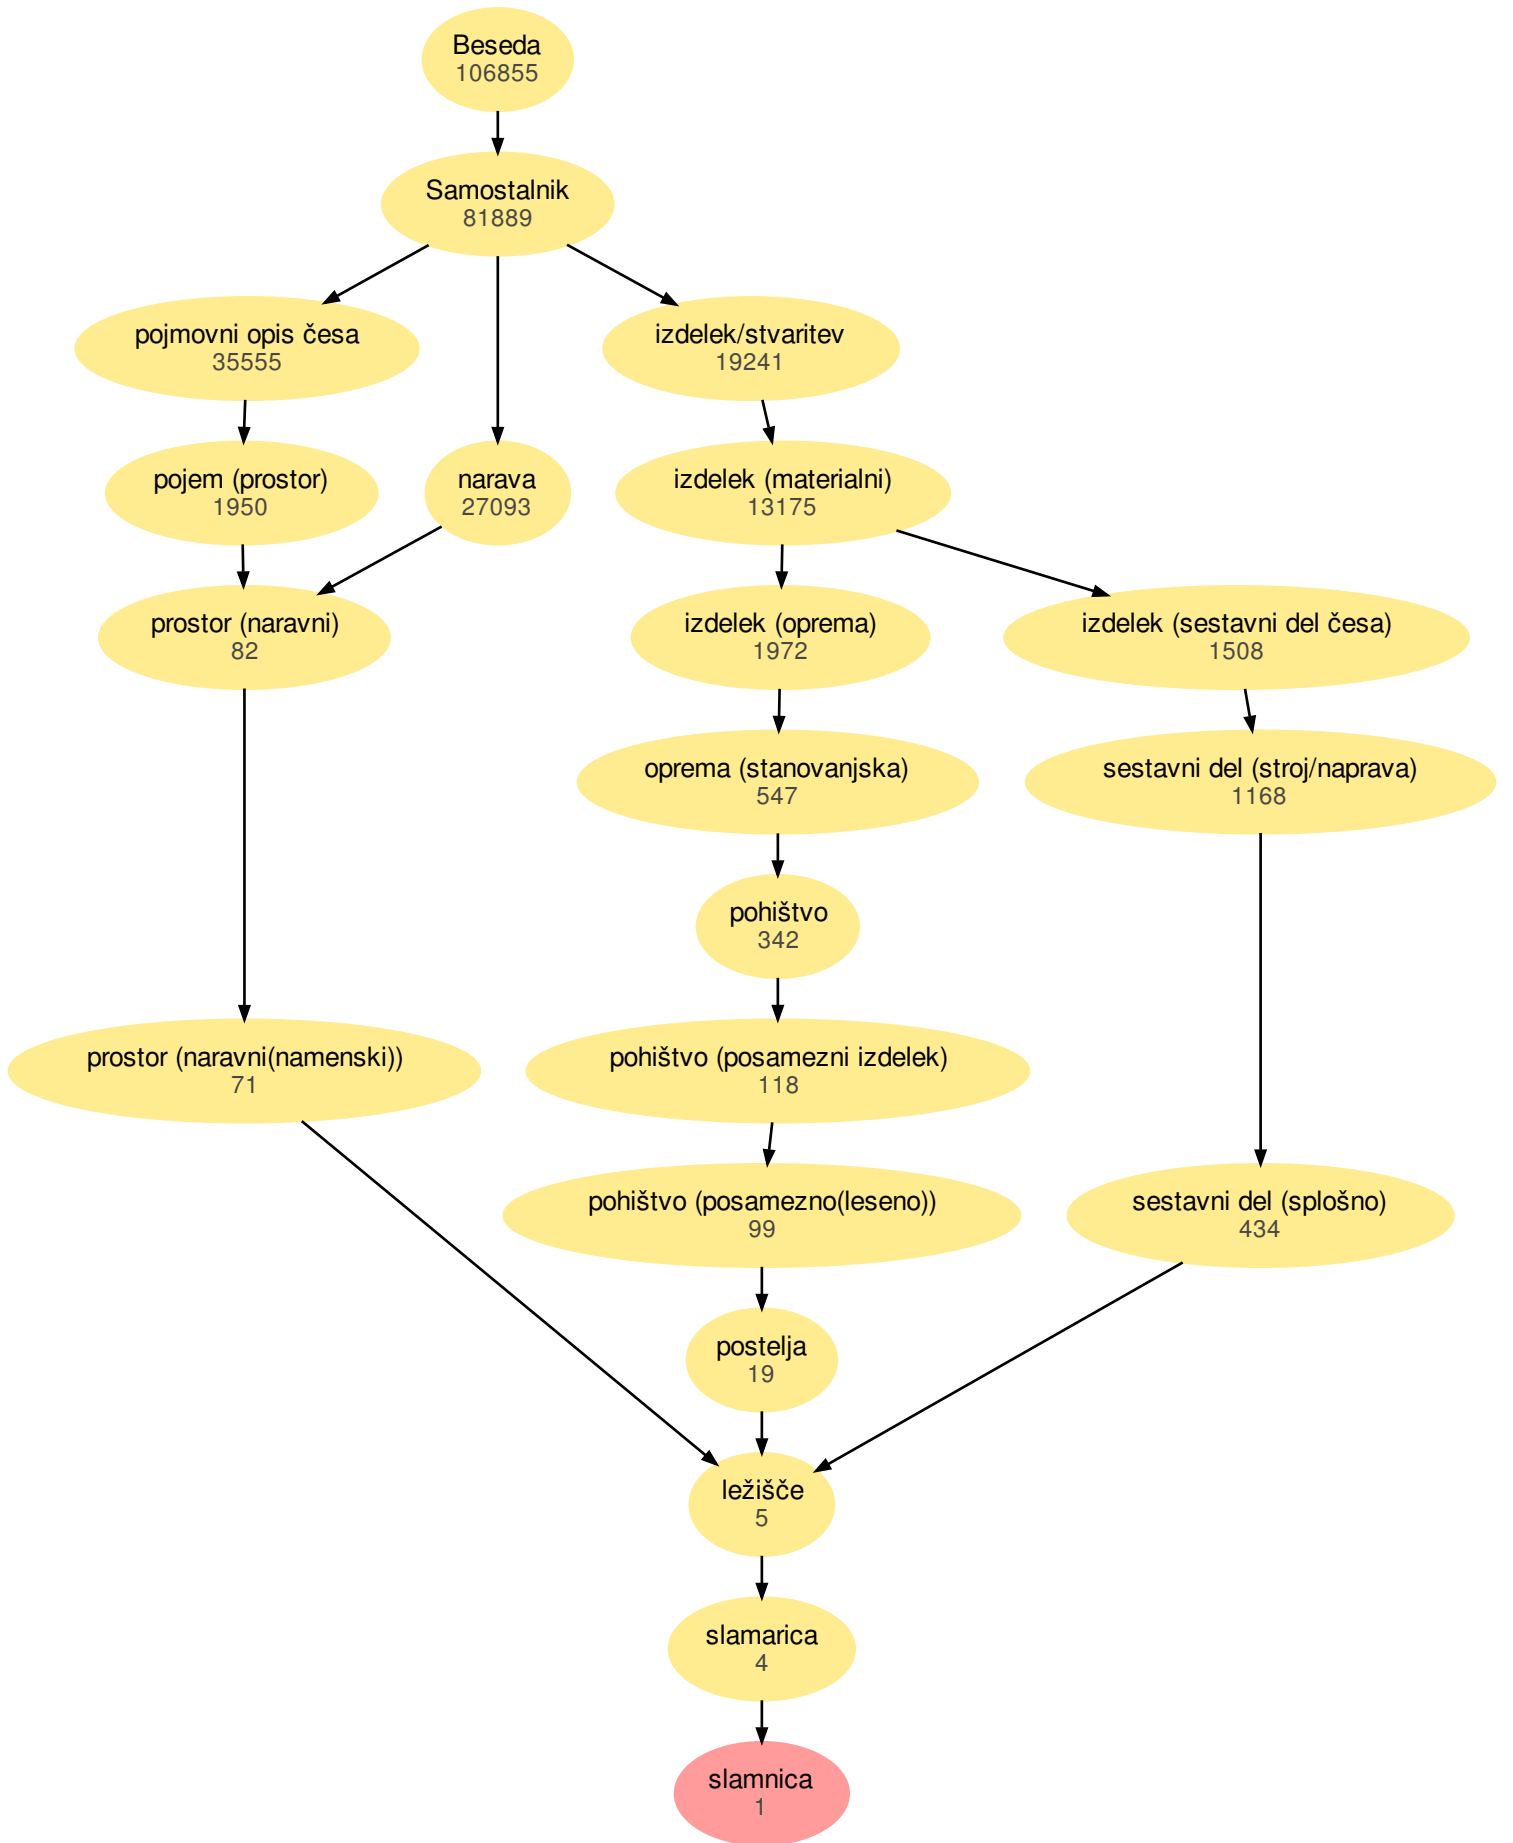 Beseda
106855
Samostalnik
81889
pojmovni opis česa
35555
izdelek/stvaritev
19241
pojem (prostor)
1950
narava
27093
izdelek (materialni)
13175
prostor (naravni)
82
izdelek (oprema)
1972
izdelek (sestavni del česa)
1508
oprema (stanovanjska)
547
sestavni del (stroj/naprava)
1168
pohištvo
342
prostor (naravni(namenski))
71
pohištvo (posamezni izdelek)
118
pohištvo (posamezno(leseno))
99
sestavni del (splošno)
434
postelja
19
ležišče
5
slamarica
4
slamnica
1